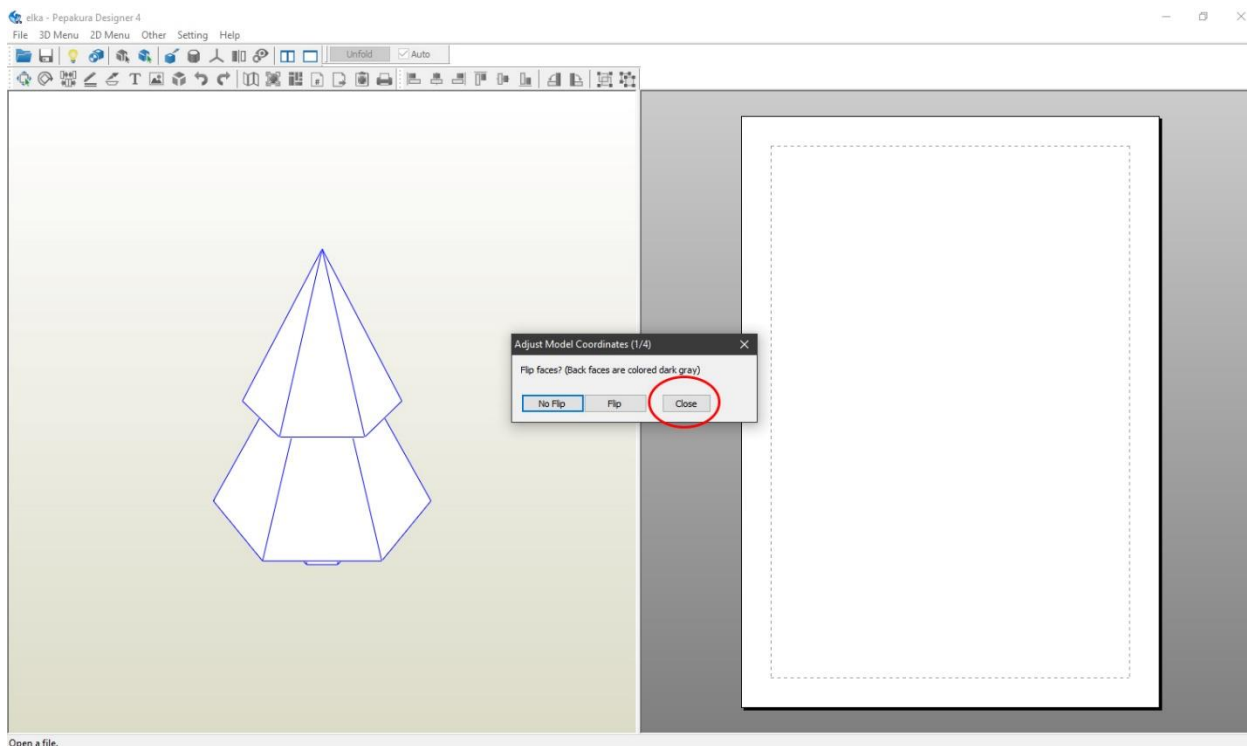 elka - Pepakura Designer 4
File 3D Menu 2D Menu Other Setting Help
Unfold Auto
Adjust Model Coordinates (1/4)
Flip faces? (Back faces are colored dark gray)
No Flip Flip Close
Open a file.